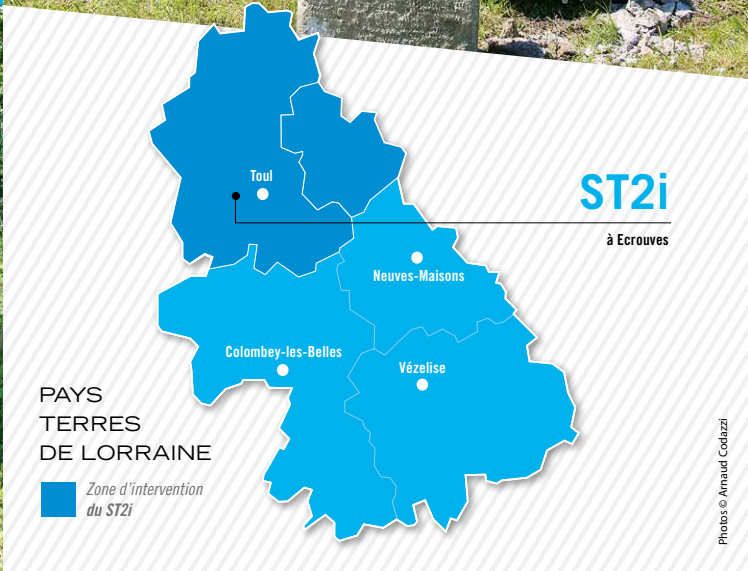 Toul
ST2i
à Ecrouves
Neuves-Maisons
Colombey-les-Belles
Vézelise
PAYS
TERRES
DE LORRAINE
Zone d'intervention
du ST2i
Photos © Arnaud Codazzi